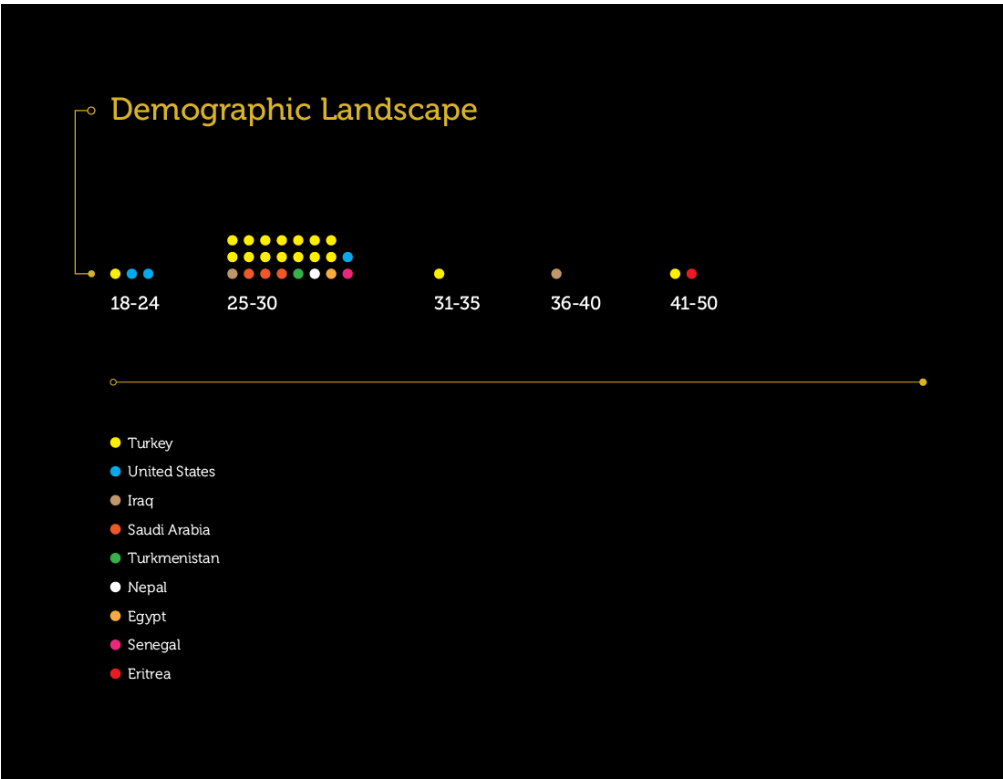 Demographic Landscape
18-24 25-30 31-35 36-40 41-50
Turkey
United States
Iraq
Saudi Arabia
Turkmenistan
Nepal
Egypt
Senegal
Eritrea